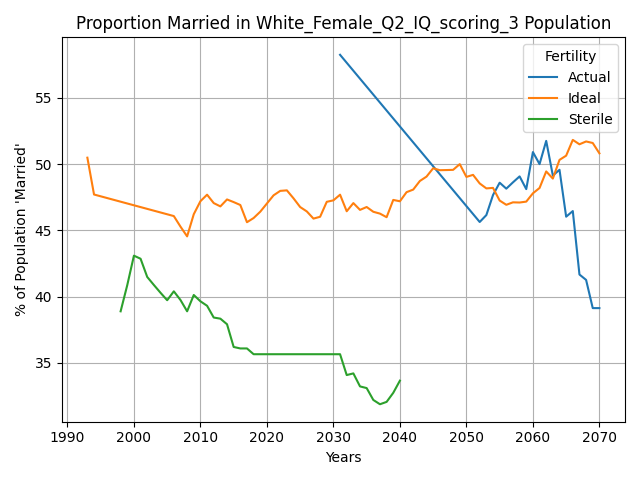 Proportion Married in White_Female_Q2_IQ_scoring_3 Population
Fertility
Actual
Ideal
Sterile
% of Population 'Married'
55
50
45
40
35
1990 2000 2010 2020 2030 2040 2050 2060 2070
Years